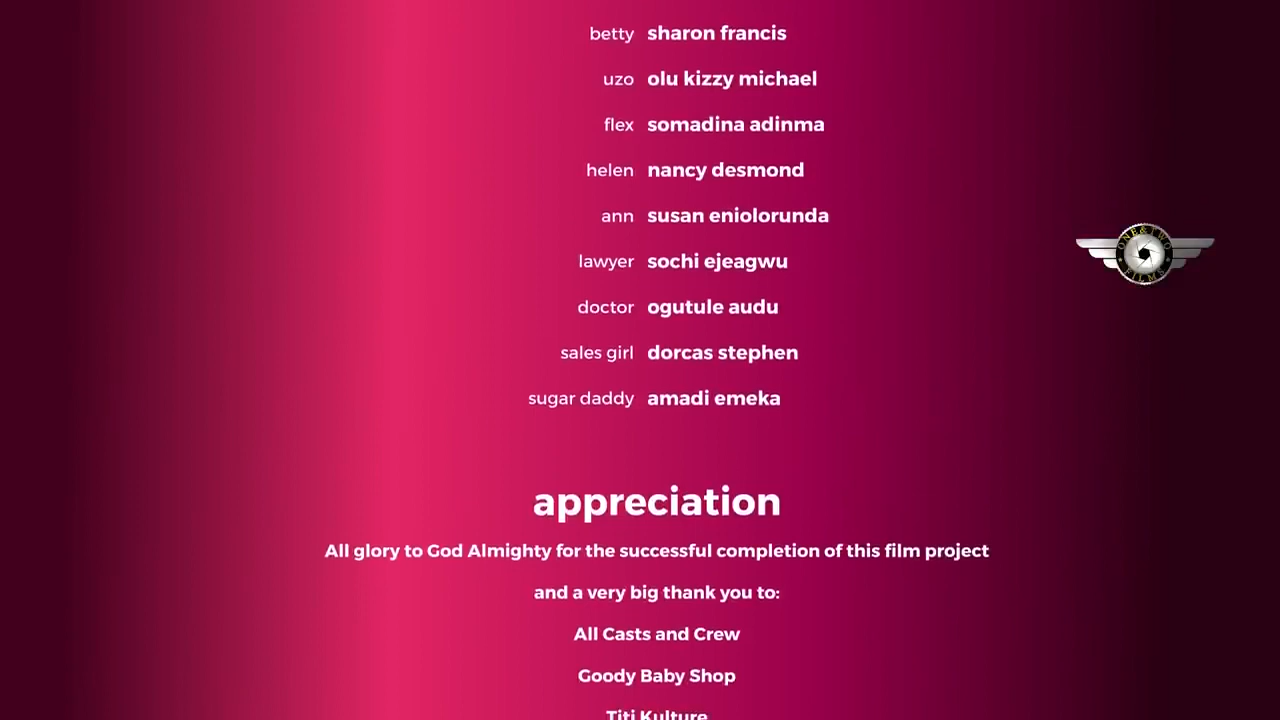 betty sharon francis
uzo olu kizzy michael
flex somadina adinma
helen nancy desmond
ann susan eniolorunda
lawyer sochi ejeagwu
doctor ogutule audu
sales girl dorcas stephen
sugar daddy amadi emeka
ONE & TWO
FILMS
appreciation
All glory to God Almighty for the successful completion of this film project
and a very big thank you to:
All Casts and Crew
Goody Baby Shop
Titi Kulture